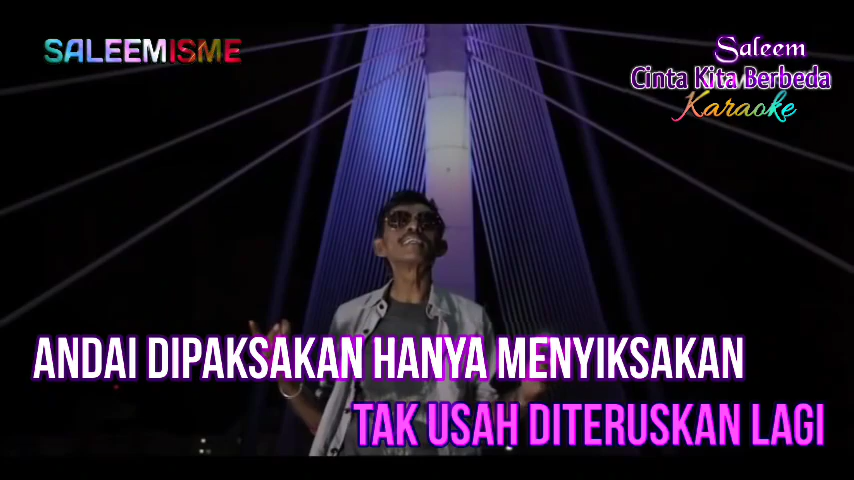 SALEEMISME
Saleem
Cinta Kita Berbeda
Karaoke
ANDAI DIPAKSAKAN HANYA MENYIKSAKAN
TAK USAH DITERUSKAN LAGI